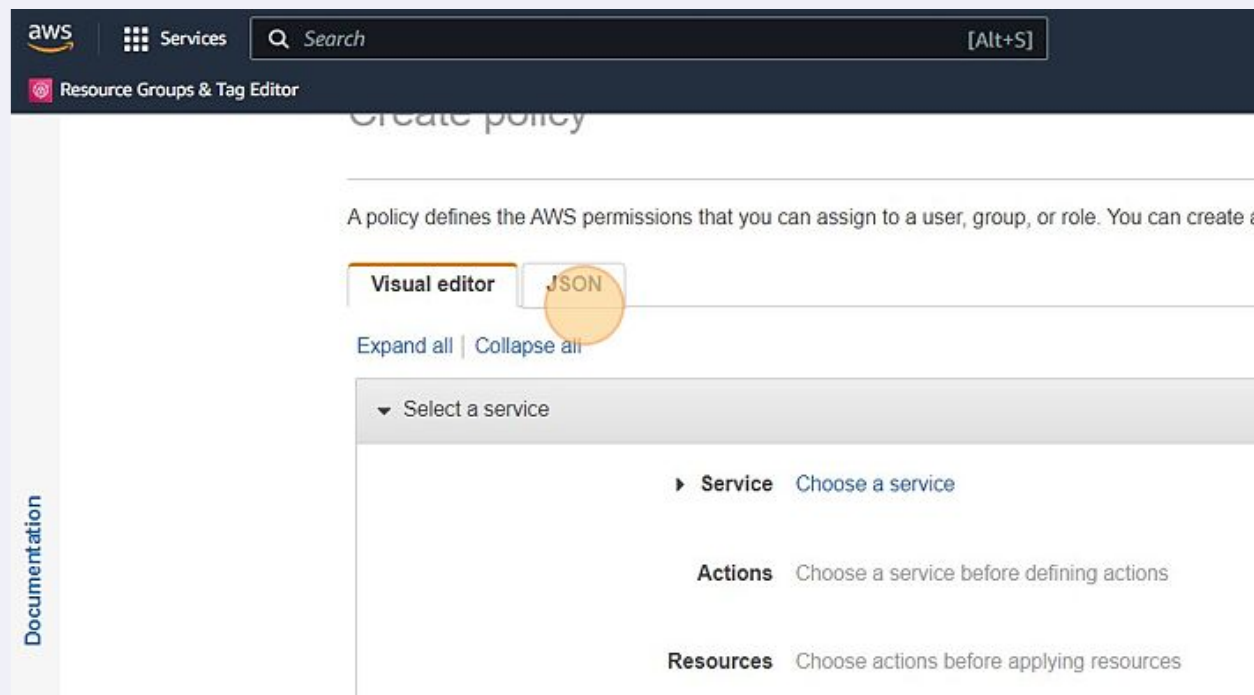 aws
Services
Search
[Alt+S]
Resource Groups & Tag Editor
Create policy
A policy defines the AWS permissions that you can assign to a user, group, or role. You can create a
Visual editor
JSON
Expand all | Collapse all
Select a service
Service Choose a service
Actions Choose a service before defining actions
Resources Choose actions before applying resources
Documentation